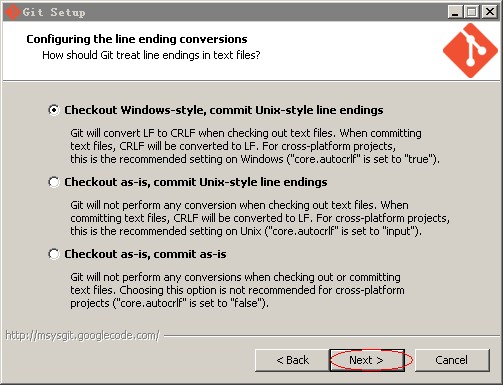 Git Setup
Configuring the line ending conversions
How should Git treat line endings in text files?
Checkout Windows-style, commit Unix-style line endings
Git will convert LF to CRLF when checking out text files. When committing
text files, CRLF will be converted to LF. For cross-platform projects,
this is the recommended setting on Windows ("core.autocrlf" is set to "true").
Checkout as-is, commit Unix-style line endings
Git will not perform any conversion when checking out text files. When
committing text files, CRLF will be converted to LF. For cross-platform projects,
this is the recommended setting on Unix ("core.autocrlf" is set to "input").
Checkout as-is, commit as-is
Git will not perform any conversions when checking out or committing
text files. Choosing this option is not recommended for cross-platform
projects ("core.autocrlf" is set to "false").
http://msysgit.googlecode.com/
< Back
Next >
Cancel